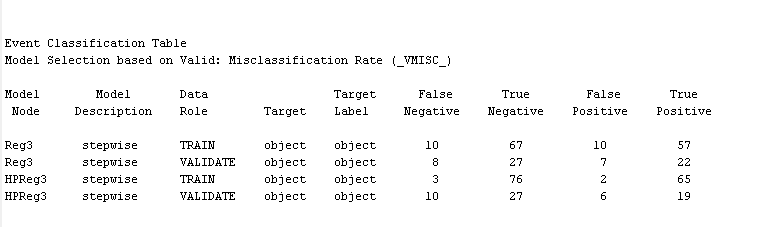 Event Classification Table
Model Selection based on Valid: Misclassification Rate (_VMISC_)
Model Model Data Target False True False True
Node Description Role Target Label Negative Negative Positive Positive
Reg3 stepwise TRAIN object object 10 67 10 57
Reg3 stepwise VALIDATE object object 8 27 7 22
HPReg3 stepwise TRAIN object object 3 76 2 65
HPReg3 stepwise VALIDATE object object 10 27 6 19